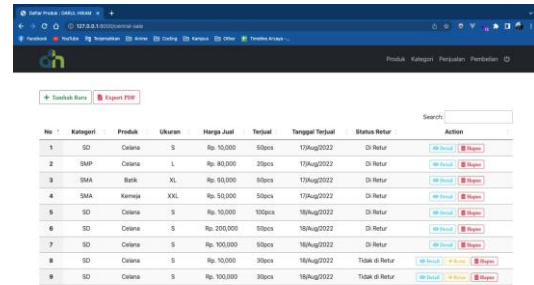 Daftar Produk | DARUL HIKAM
127.0.0.1:8000/central-sale
Facebook YouTube Terjemahkan Anime Coding Kampus Other
dh
Produk Kategori Penjualan Pembelian
+ Tambah Baru Export PDF
Search:
No Kategori Produk Ukuran Harga Jual Terjual Tanggal Terjual Status Retur Action
1 SD Celana S Rp. 10,000 50pcs 17/Aug/2022 Di Retur Detail Hapus
2 SMP Celana L Rp. 80,000 20pcs 17/Aug/2022 Di Retur Detail Hapus
3 SMA Batik XL Rp. 50,000 50pcs 17/Aug/2022 Di Retur Detail Hapus
4 SMA Kemeja XXL Rp. 50,000 50pcs 17/Aug/2022 Di Retur Detail Hapus
5 SD Celana S Rp. 10,000 100pcs 18/Aug/2022 Di Retur Detail Hapus
6 SD Celana S Rp. 200,000 50pcs 18/Aug/2022 Di Retur Detail Hapus
7 SD Celana S Rp. 100,000 50pcs 18/Aug/2022 Di Retur Detail Hapus
8 SD Celana S Rp. 10,000 30pcs 18/Aug/2022 Tidak di Retur Detail + Retur Hapus
9 SD Celana S Rp. 100,000 30pcs 18/Aug/2022 Tidak di Retur Detail + Retur Hapus